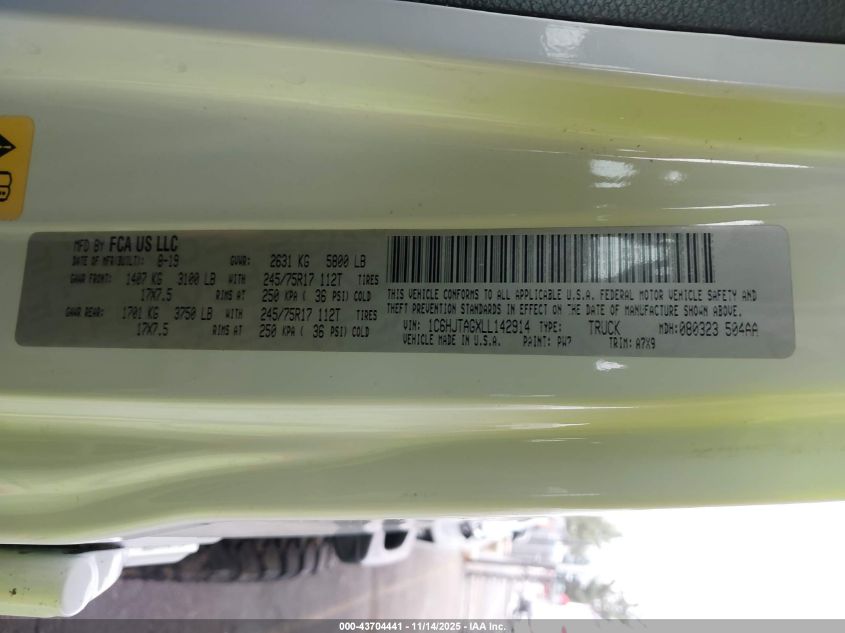 MFD BY FCA US LLC
DATE OF MFR(BUILT): 8-19 GVWR: 2631 KG 5800 LB
GAWR FRONT: 1407 KG 3100 LB WITH 245/75R17 112T TIRES
17X7.5 RIMS AT 250 KPA ( 36 PSI) COLD
GAWR REAR: 1701 KG 3750 LB WITH 245/75R17 112T TIRES
17X7.5 RIMS AT 250 KPA ( 36 PSI) COLD
THIS VEHICLE CONFORMS TO ALL APPLICABLE U.S.A. FEDERAL MOTOR VEHICLE SAFETY AND
THEFT PREVENTION STANDARDS IN EFFECT ON THE DATE OF MANUFACTURE SHOWN ABOVE.
VIN: 1C6HJTAGXLL142914 TYPE: TRUCK MDH: 080323 504AA
VEHICLE MADE IN U.S.A. PAINT: PW7 TRIM: A7X9
000-43704441 - 11/14/2025 - IAA Inc.